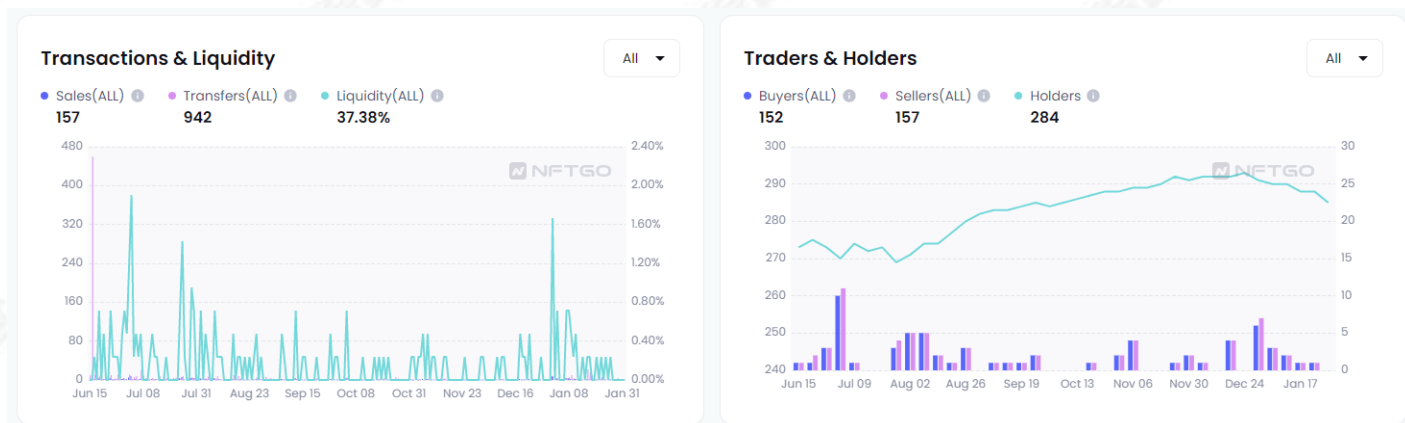 Transactions & Liquidity
All
Sales(ALL) Transfers(ALL) Liquidity(ALL)
157 942 37.38%
480 2.40%
400 2.00%
320 1.60%
240 1.20%
160 0.80%
80 0.40%
0 0.00%
NFTGO
Jun 15 Jul 08 Jul 31 Aug 23 Sep 15 Oct 08 Oct 31 Nov 23 Dec 16 Jan 08 Jan 31
Traders & Holders
All
Buyers(ALL) Sellers(ALL) Holders
152 157 284
300 30
290 25
280 20
270 15
260 10
250 5
240 0
NFTGO
Jun 15 Jul 09 Aug 02 Aug 26 Sep 19 Oct 13 Nov 06 Nov 30 Dec 24 Jan 17